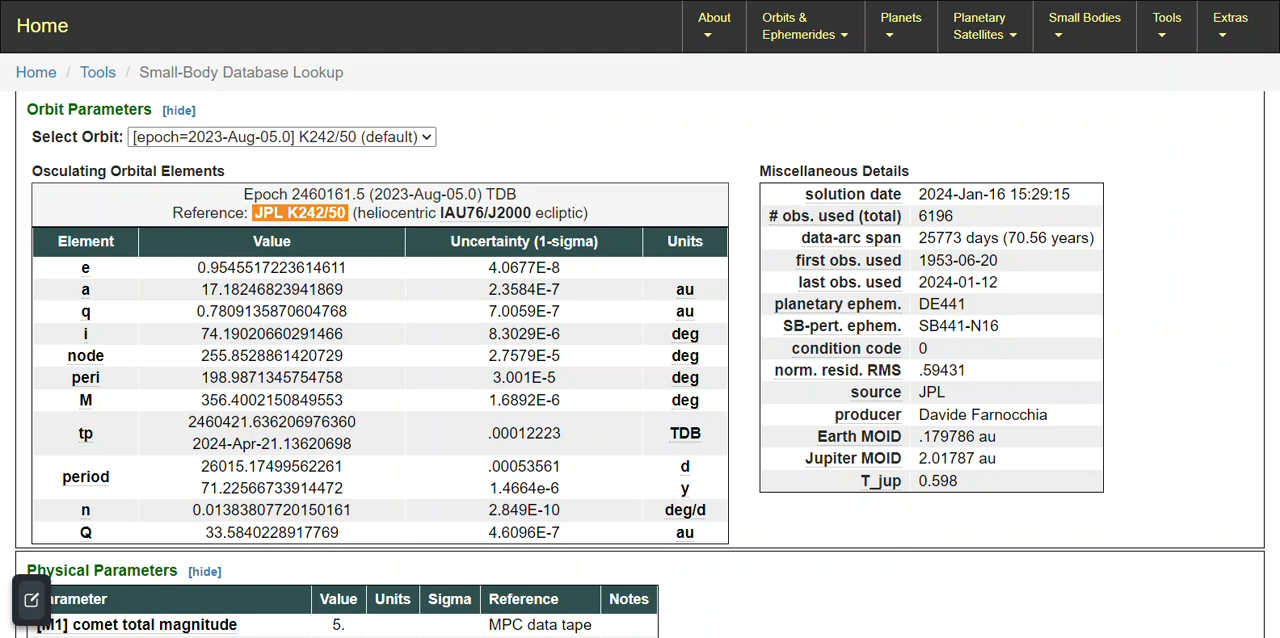 Home
About
Orbits &
Ephemerides
Planets
Planetary
Satellites
Small Bodies
Tools
Extras
Home / Tools / Small-Body Database Lookup
Orbit Parameters [hide]
Select Orbit: [epoch=2023-Aug-05.0] K242/50 (default)
Osculating Orbital Elements
Epoch 2460161.5 (2023-Aug-05.0) TDB
Reference: JPL K242/50 (heliocentric IAU76/J2000 ecliptic)
Element Value Uncertainty (1-sigma) Units
e 0.9545517223614611 4.0677E-8
a 17.18246823941869 2.3584E-7 au
q 0.7809135870604768 7.0059E-7 au
i 74.19020660291466 8.3029E-6 deg
node 255.8528861420729 2.7579E-5 deg
peri 198.9871345754758 3.001E-5 deg
M 356.4002150849553 1.6892E-6 deg
tp 2460421.636206976360 .00012223 TDB
2024-Apr-21.13620698
period 26015.17499562261 .00053561 d
71.22566733914472 1.4664e-6 y
n 0.01383807720150161 2.849E-10 deg/d
Q 33.5840228917769 4.6096E-7 au
Miscellaneous Details
solution date 2024-Jan-16 15:29:15
# obs. used (total) 6196
data-arc span 25773 days (70.56 years)
first obs. used 1953-06-20
last obs. used 2024-01-12
planetary ephem. DE441
SB-pert. ephem. SB441-N16
condition code 0
norm. resid. RMS .59431
source JPL
producer Davide Farnocchia
Earth MOID .179786 au
Jupiter MOID 2.01787 au
T_jup 0.598
Physical Parameters [hide]
rameter Value Units Sigma Reference Notes
[M1] comet total magnitude 5. MPC data tape